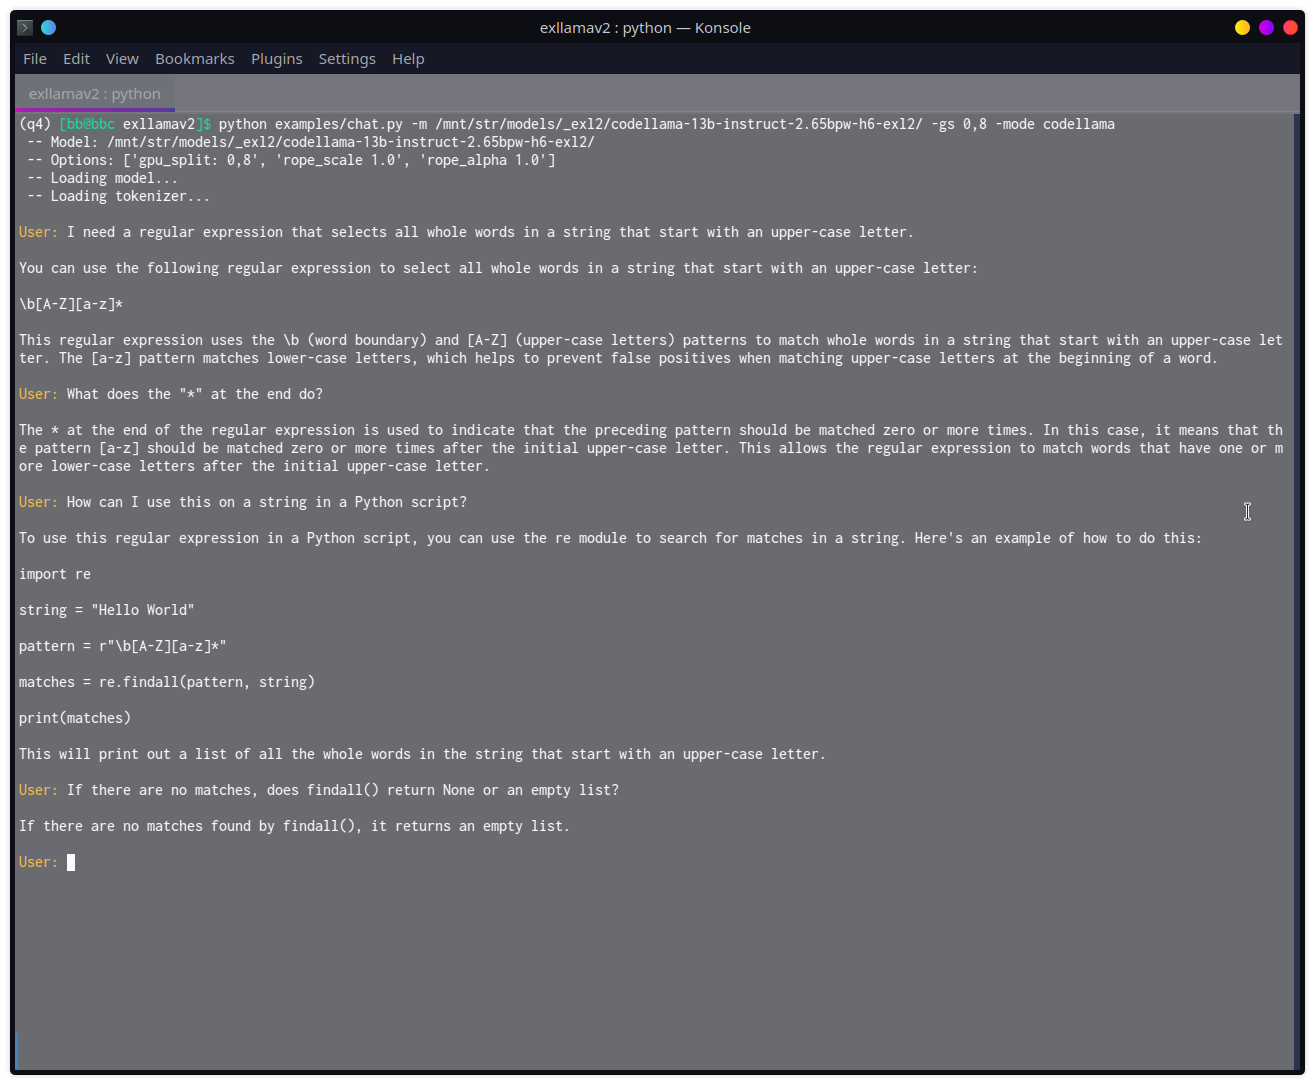 exllamav2 : python — Konsole
File Edit View Bookmarks Plugins Settings Help
exllamav2 : python
(q4) [bb@bbc exllamav2]$ python examples/chat.py -m /mnt/str/models/_exl2/codellama-13b-instruct-2.65bpw-h6-exl2/ -gs 0,8 -mode codellama
-- Model: /mnt/str/models/_exl2/codellama-13b-instruct-2.65bpw-h6-exl2/
-- Options: ['gpu_split: 0,8', 'rope_scale 1.0', 'rope_alpha 1.0']
-- Loading model...
-- Loading tokenizer...
User: I need a regular expression that selects all whole words in a string that start with an upper-case letter.
You can use the following regular expression to select all whole words in a string that start with an upper-case letter:
\b[A-Z][a-z]*
This regular expression uses the \b (word boundary) and [A-Z] (upper-case letters) patterns to match whole words in a string that start with an upper-case let
ter. The [a-z] pattern matches lower-case letters, which helps to prevent false positives when matching upper-case letters at the beginning of a word.
User: What does the "*" at the end do?
The * at the end of the regular expression is used to indicate that the preceding pattern should be matched zero or more times. In this case, it means that th
e pattern [a-z] should be matched zero or more times after the initial upper-case letter. This allows the regular expression to match words that have one or m
ore lower-case letters after the initial upper-case letter.
User: How can I use this on a string in a Python script?
To use this regular expression in a Python script, you can use the re module to search for matches in a string. Here's an example of how to do this:
import re
string = "Hello World"
pattern = r"\b[A-Z][a-z]*"
matches = re.findall(pattern, string)
print(matches)
This will print out a list of all the whole words in the string that start with an upper-case letter.
User: If there are no matches, does findall() return None or an empty list?
If there are no matches found by findall(), it returns an empty list.
User: